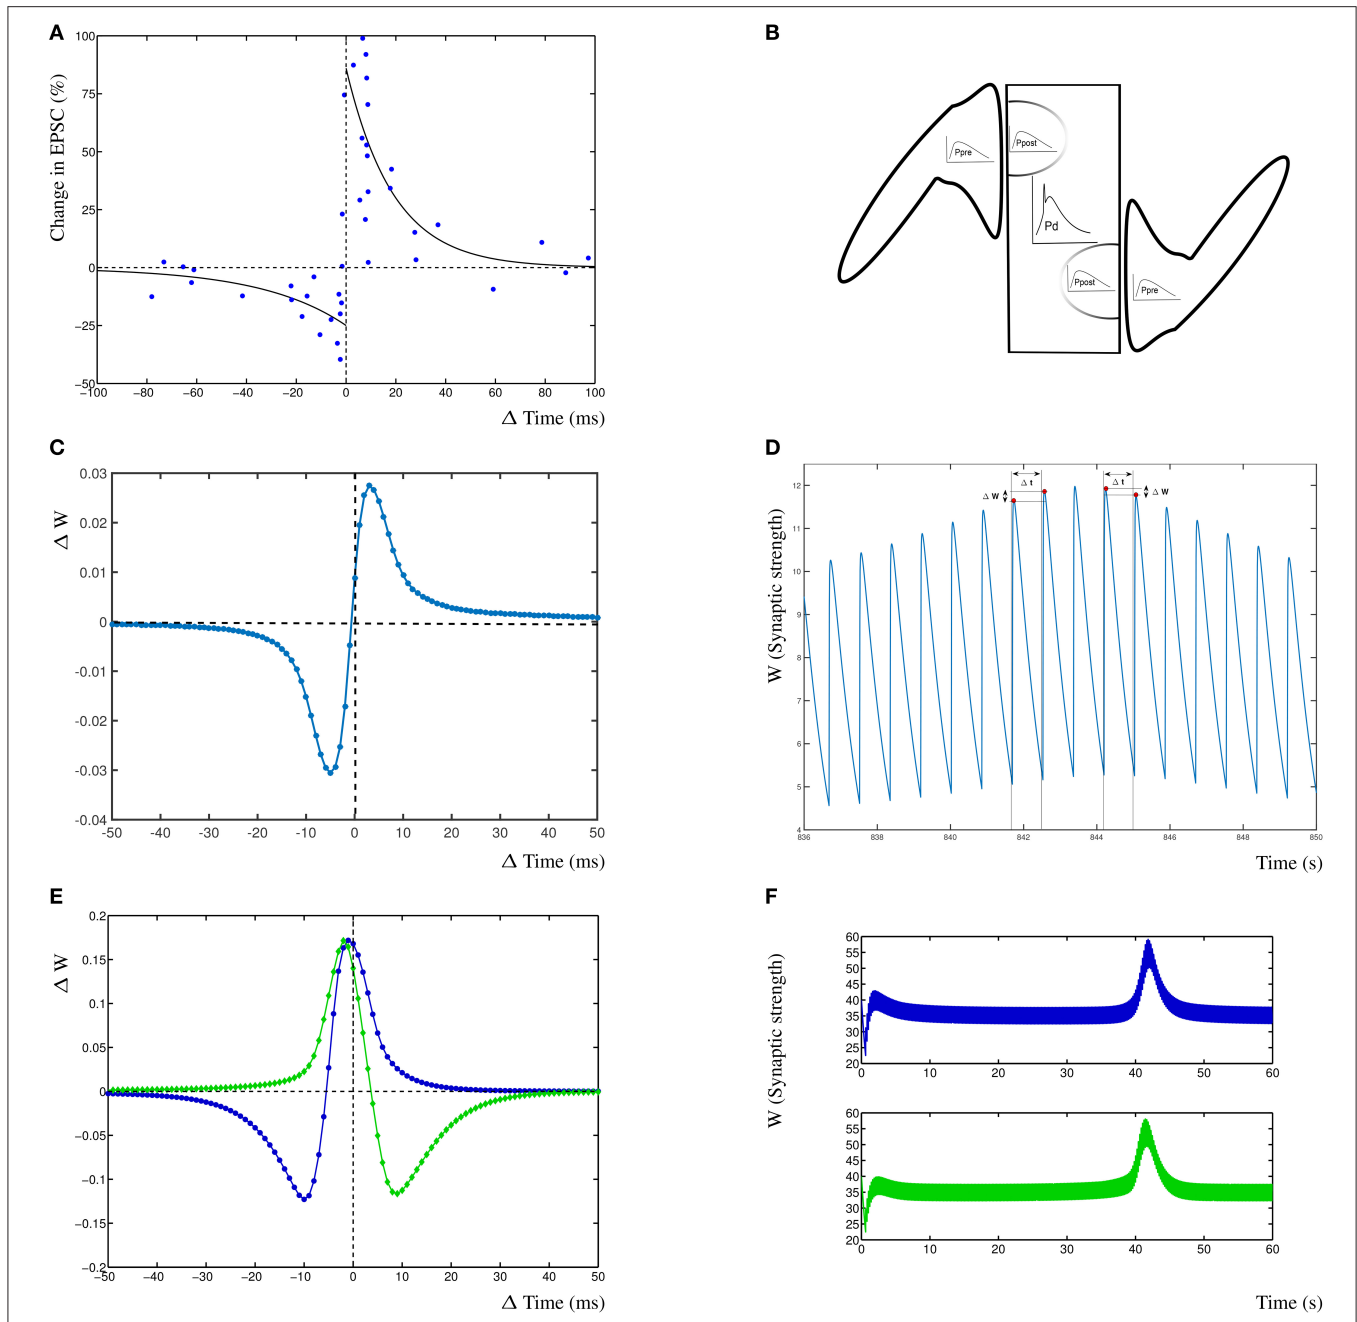 A
Change in EPSC (%)
100
75
50
25
0
−25
−50
−100 −80 −60 −40 −20 0 20 40 60 80 100
Δ Time (ms)
B
Ppre
Ppost
Pd
Ppost
Ppre
C
Δ W
0.03
0.02
0.01
0
-0.01
-0.02
-0.03
-0.04
-50 -40 -30 -20 -10 0 10 20 30 40 50
Δ Time (ms)
D
W (Synaptic strength)
12
11
10
9
8
7
6
5
4
Δ W
Δ t
Δ t
Δ W
836 838 840 842 844 846 848 850
Time (s)
E
Δ W
0.2
0.15
0.1
0.05
0
−0.05
−0.1
−0.15
−0.2
−50 −40 −30 −20 −10 0 10 20 30 40 50
Δ Time (ms)
F
W (Synaptic strength)
60
55
50
45
40
35
30
25
20
0 10 20 30 40 50 60
60
55
50
45
40
35
30
25
20
0 10 20 30 40 50 60
Time (s)